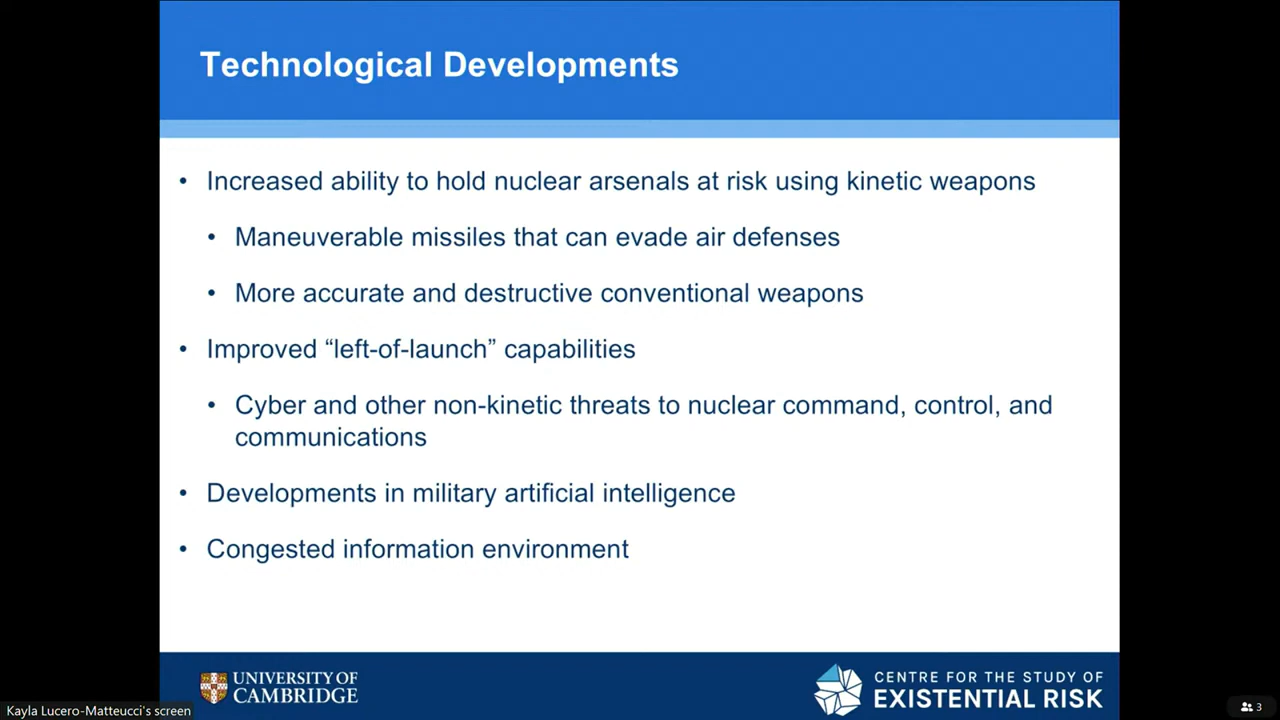 Technological Developments
• Increased ability to hold nuclear arsenals at risk using kinetic weapons
• Maneuverable missiles that can evade air defenses
• More accurate and destructive conventional weapons
• Improved “left-of-launch” capabilities
• Cyber and other non-kinetic threats to nuclear command, control, and
communications
• Developments in military artificial intelligence
• Congested information environment
UNIVERSITY OF
CAMBRIDGE
CENTRE FOR THE STUDY OF
EXISTENTIAL RISK
Kayla Lucero-Matteucci's screen
3